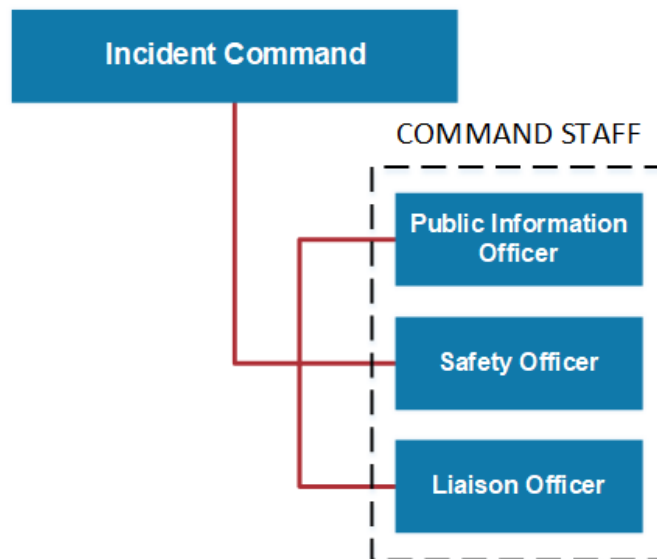 Incident Command
COMMAND STAFF
Public Information
Officer
Safety Officer
Liaison Officer